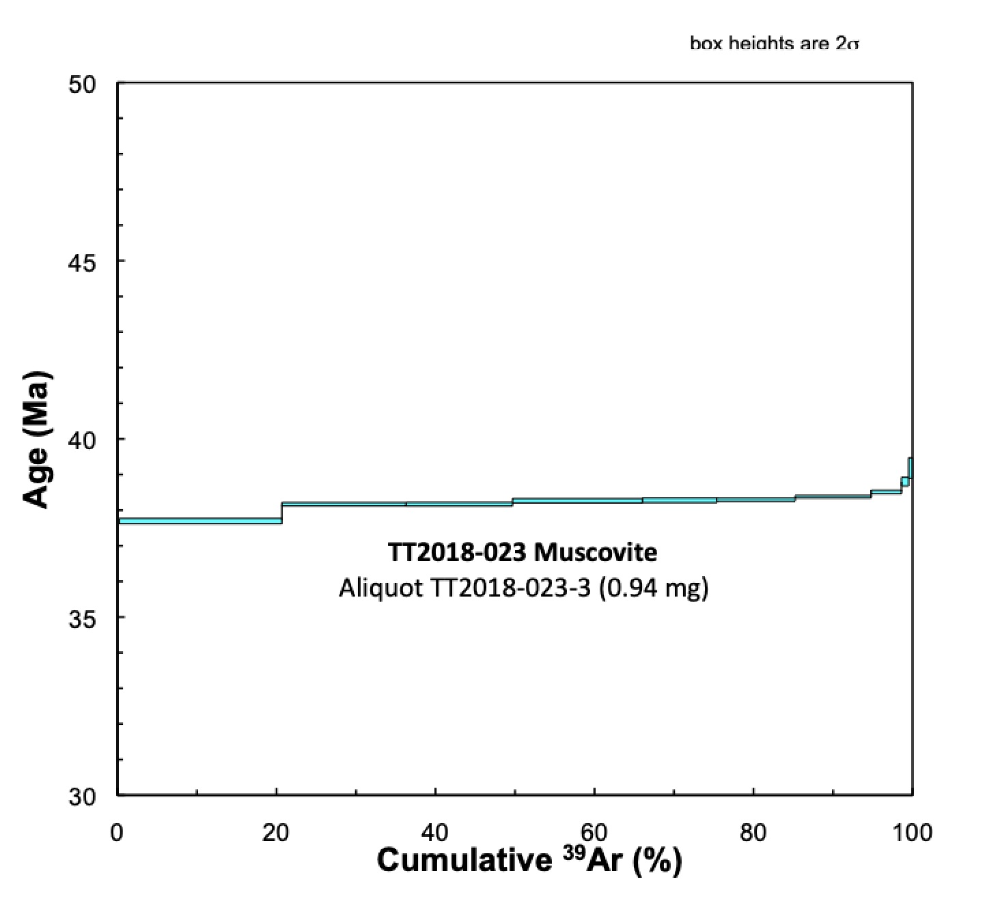 box heights are 2σ
50
45
40
35
30
Age (Ma)
TT2018-023 Muscovite
Aliquot TT2018-023-3 (0.94 mg)
0 20 40 60 80 100
Cumulative ³⁹Ar (%)